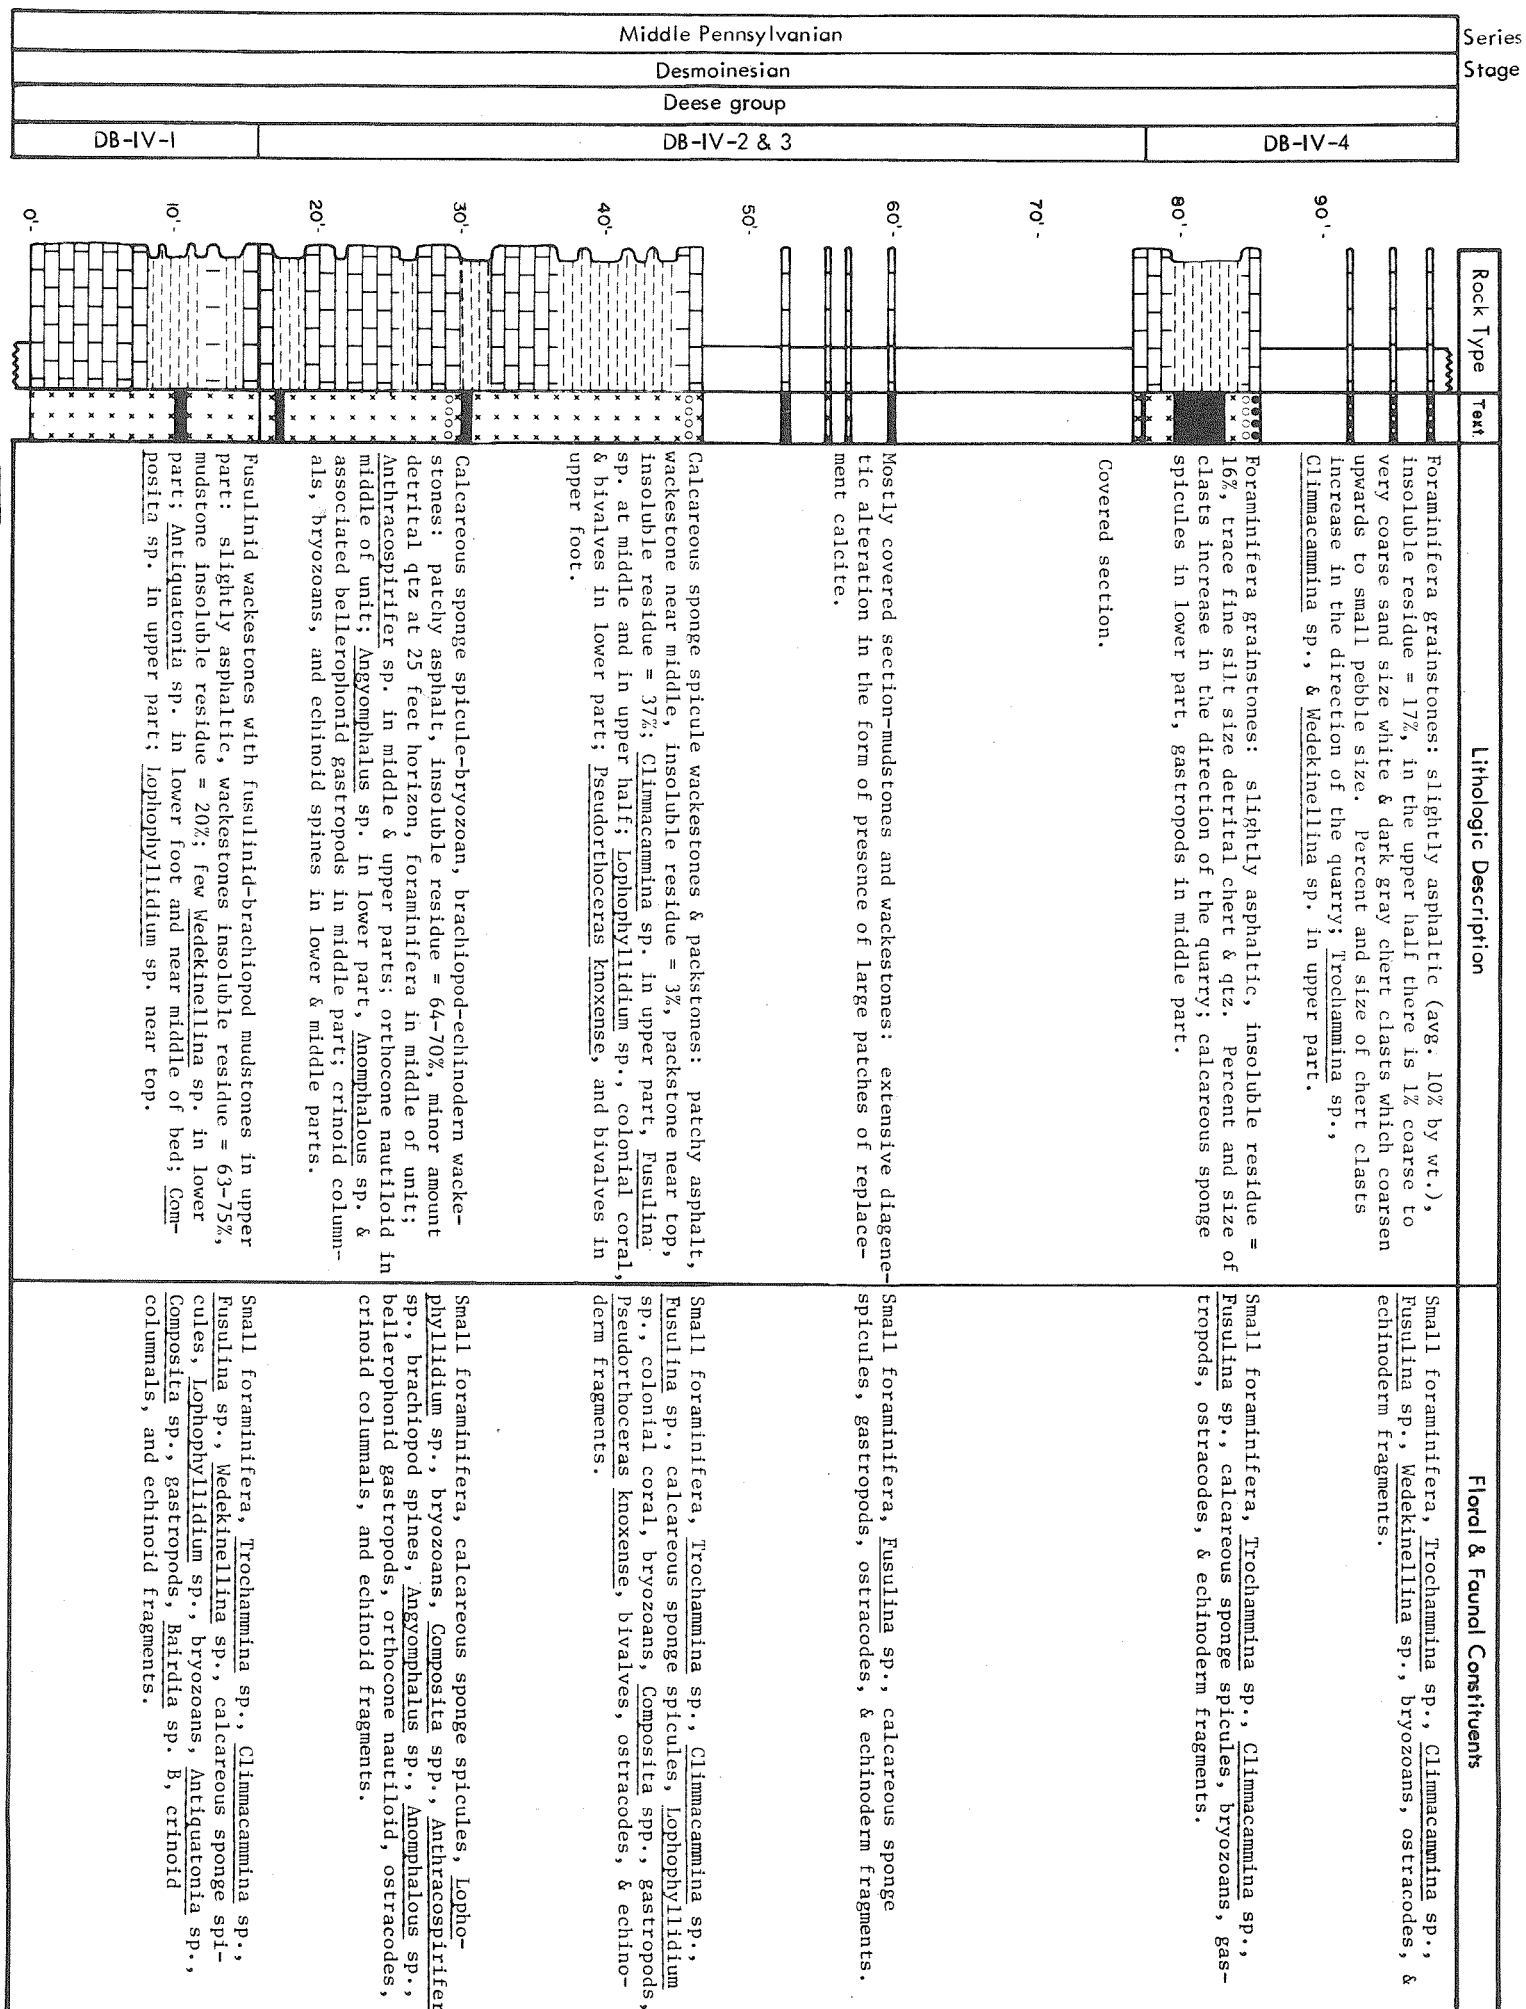 Series
Middle Pennsylvanian
Stage
Desmoinesian
Deese group
DB-IV-1
DB-IV-2 & 3
DB-IV-4
Rock Type
Text.
Lithologic Description
Floral & Faunal Constituents
90'-
80'-
70'-
60'-
50'-
40'-
30'-
20'-
10'-
0'-
Foraminifera grainstones: slightly asphaltic (avg. 10% by wt.),
insoluble residue = 17%, in the upper half there is 1% coarse to
very coarse sand size white & dark gray chert clasts which coarsen
upwards to small pebble size. Percent and size of chert clasts
increase in the direction of the quarry; Trochammina sp.,
Climmacammina sp., & Wedekinellina sp. in upper part.
Small foraminifera, Trochammina sp., Climmacammina sp.,
Fusulina sp., Wedekinellina sp., bryozoans, ostracodes, &
echinoderm fragments.
Foraminifera grainstones: slightly asphaltic, insoluble residue =
16%, trace fine silt size detrital chert & qtz. Percent and size of
clasts increase in the direction of the quarry; calcareous sponge
spicules in lower part, gastropods in middle part.
Small foraminifera, Trochammina sp., Climmacammina sp.,
Fusulina sp., calcareous sponge spicules, bryozoans, gas-
tropods, ostracodes, & echinoderm fragments.
Covered section.
Mostly covered section-mudstones and wackestones: extensive diagene-
tic alteration in the form of presence of large patches of replace-
ment calcite.
Small foraminifera, Fusulina sp., calcareous sponge
spicules, gastropods, ostracodes, & echinoderm fragments.
Calcareous sponge spicule wackestones & packstones: patchy asphalt,
wackestone near middle, insoluble residue = 3%, packstone near top,
insoluble residue = 37%; Climmacammina sp. in upper part, Fusulina
sp. at middle and in upper half; Lophophyllidium sp., colonial coral,
& bivalves in lower part; Pseudorthoceras knoxense, and bivalves in
upper foot.
Small foraminifera, Trochammina sp., Climmacammina sp.,
Fusulina sp., calcareous sponge spicules, Lophophyllidium
sp., colonial coral, bryozoans, Composita spp., gastropods,
Pseudorthoceras knoxense, bivalves, ostracodes, & echino-
derm fragments.
Calcareous sponge spicule-bryozoan, brachiopod-echinodern wacke-
stones: patchy asphalt, insoluble residue = 64-70%, minor amount
detrital qtz at 25 feet horizon, foraminifera in middle of unit;
Anthracospirifer sp. in middle & upper parts; orthocone nautiloid in
middle of unit; Angyomphalus sp. in lower part, Anomphalous sp. &
associated bellerophonid gastropods in middle part; crinoid column-
als, bryozoans, and echinoid spines in lower & middle parts.
Small foraminifera, calcareous sponge spicules, Lopho-
phyllidium sp., bryozoans, Composita spp., Anthracospirifer
sp., brachiopod spines, Angyomphalus sp., Anomphalous sp.,
bellerophonid gastropods, orthocone nautiloid, ostracodes,
crinoid columnals, and echinoid fragments.
Fusulinid wackestones with fusulinid-brachiopod mudstones in upper
part: slightly asphaltic, wackestones insoluble residue = 63-75%,
mudstone insoluble residue = 20%; few Wedekinellina sp. in lower
part; Antiquatonia sp. in lower foot and near middle of bed; Com-
posita sp. in upper part; Lophophyllidium sp. near top.
Small foraminifera, Trochammina sp., Climmacammina sp.,
Fusulina sp., Wedekinellina sp., calcareous sponge spi-
cules, Lophophyllidium sp., bryozoans, Antiquatonia sp.,
Composita sp., gastropods, Bairdia sp. B, crinoid
columnals, and echinoid fragments.